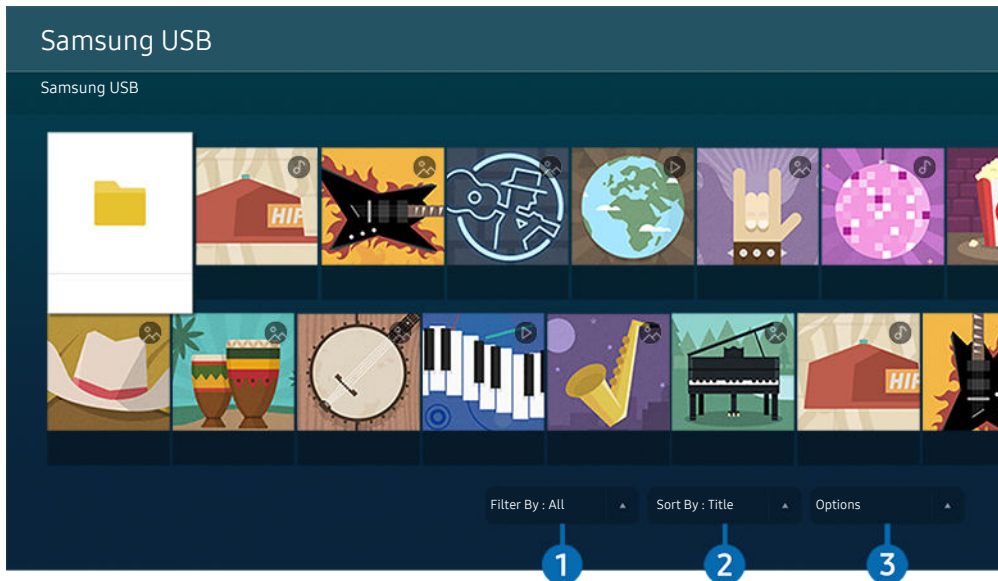 Samsung USB
Samsung USB
HIF
HIF
Filter By : All
Sort By : Title
Options
1
2
3